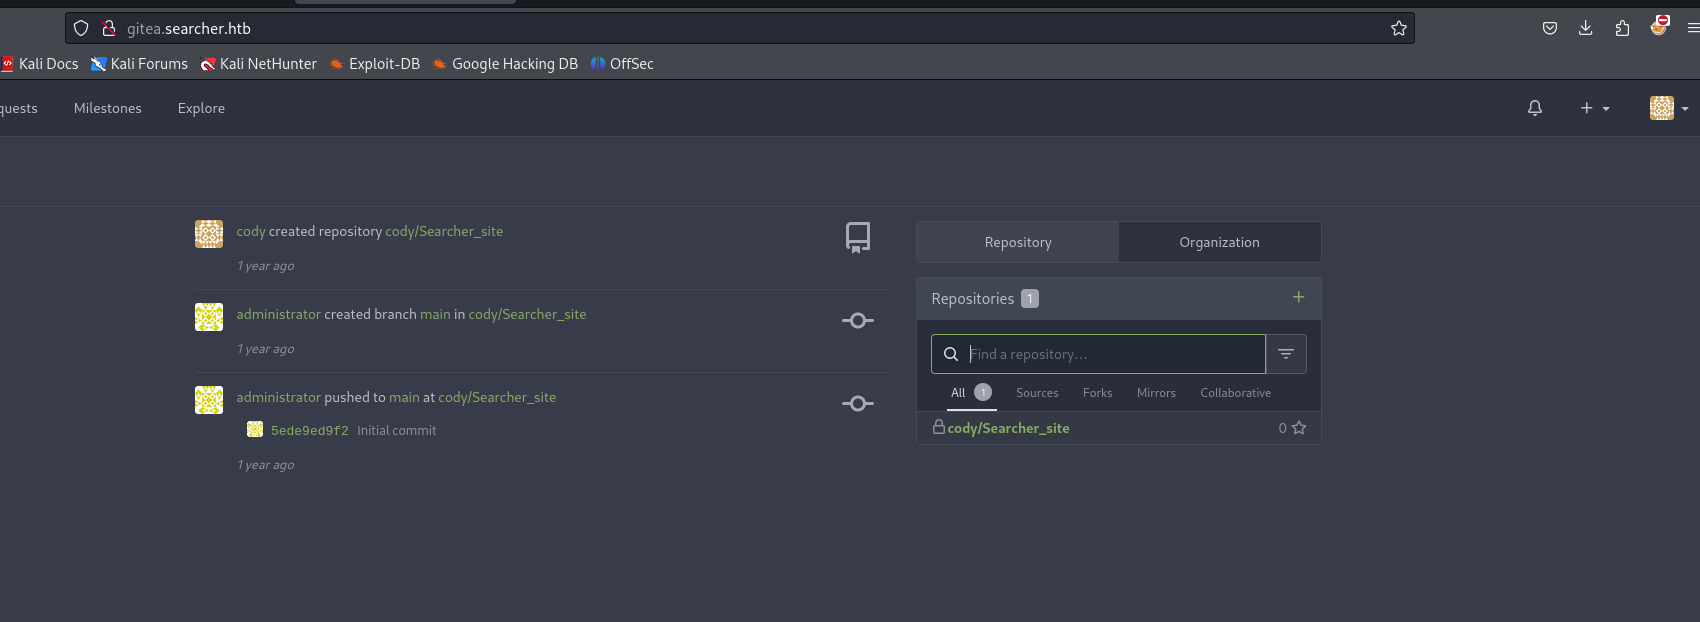 gitea.searcher.htb
Kali Docs Kali Forums Kali NetHunter Exploit-DB Google Hacking DB OffSec
quests Milestones Explore
cody created repository cody/Searcher_site
1 year ago
administrator created branch main in cody/Searcher_site
1 year ago
administrator pushed to main at cody/Searcher_site
5ede9ed9f2 Initial commit
1 year ago
Repository Organization
Repositories 1
Find a repository...
All 1 Sources Forks Mirrors Collaborative
cody/Searcher_site 0